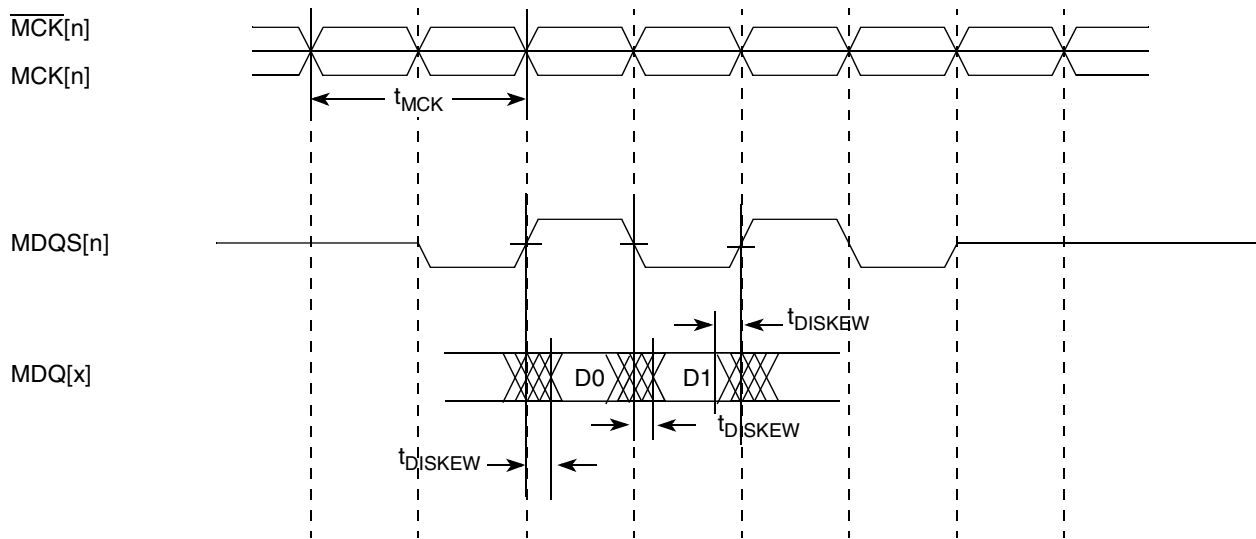 MCK[n]
MCK[n]
tMCK
MDQS[n]
tDISKEW
MDQ[x]
D0
D1
tDISKEW
tDISKEW